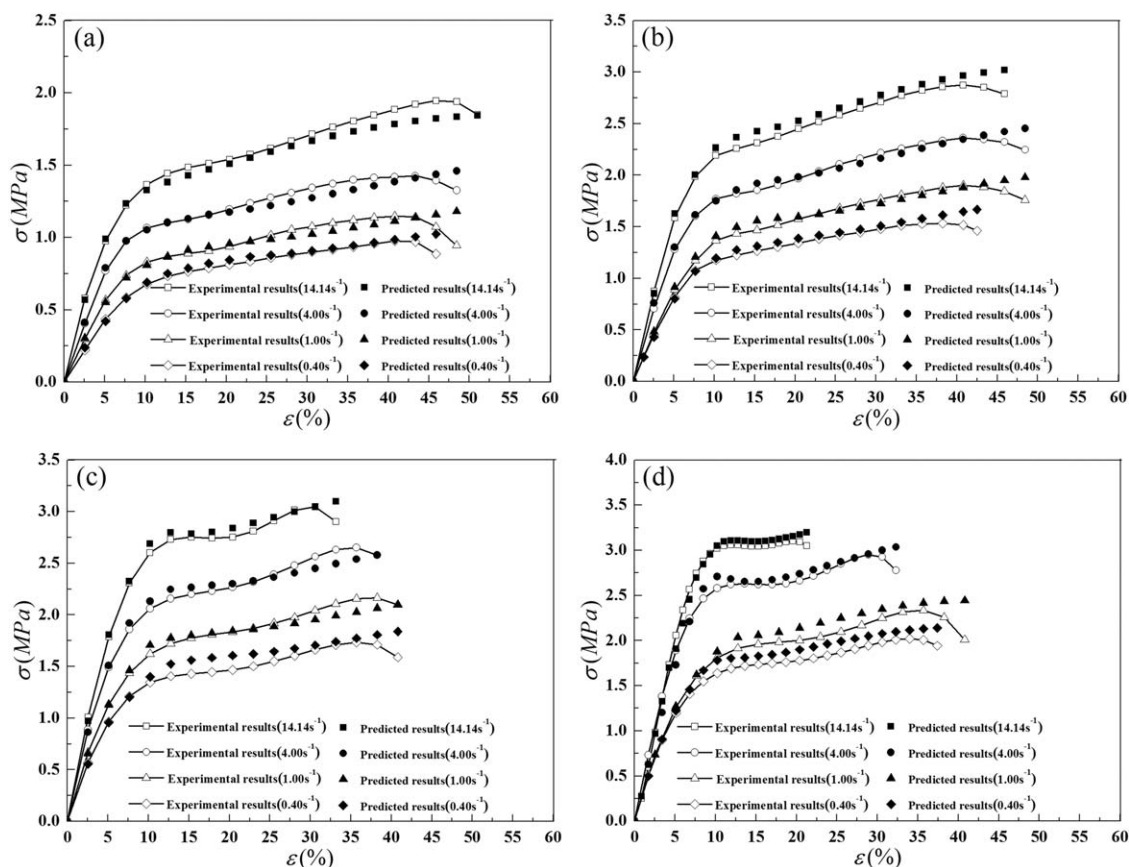 (a)
2.5
2.0
1.5
1.0
0.5
0.0
σ(MPa)
Experimental results(14.14s⁻¹) Predicted results(14.14s⁻¹)
Experimental results(4.00s⁻¹) Predicted results(4.00s⁻¹)
Experimental results(1.00s⁻¹) Predicted results(1.00s⁻¹)
Experimental results(0.40s⁻¹) Predicted results(0.40s⁻¹)
0 5 10 15 20 25 30 35 40 45 50 55 60
ε(%)
(b)
3.5
3.0
2.5
2.0
1.5
1.0
0.5
0.0
σ(MPa)
Experimental results(14.14s⁻¹) Predicted results(14.14s⁻¹)
Experimental results(4.00s⁻¹) Predicted results(4.00s⁻¹)
Experimental results(1.00s⁻¹) Predicted results(1.00s⁻¹)
Experimental results(0.40s⁻¹) Predicted results(0.40s⁻¹)
0 5 10 15 20 25 30 35 40 45 50 55 60
ε(%)
(c)
3.5
3.0
2.5
2.0
1.5
1.0
0.5
0.0
σ(MPa)
Experimental results(14.14s⁻¹) Predicted results(14.14s⁻¹)
Experimental results(4.00s⁻¹) Predicted results(4.00s⁻¹)
Experimental results(1.00s⁻¹) Predicted results(1.00s⁻¹)
Experimental results(0.40s⁻¹) Predicted results(0.40s⁻¹)
0 5 10 15 20 25 30 35 40 45 50 55 60
ε(%)
(d)
4.0
3.5
3.0
2.5
2.0
1.5
1.0
0.5
0.0
σ(MPa)
Experimental results(14.14s⁻¹) Predicted results(14.14s⁻¹)
Experimental results(4.00s⁻¹) Predicted results(4.00s⁻¹)
Experimental results(1.00s⁻¹) Predicted results(1.00s⁻¹)
Experimental results(0.40s⁻¹) Predicted results(0.40s⁻¹)
0 5 10 15 20 25 30 35 40 45 50 55 60
ε(%)